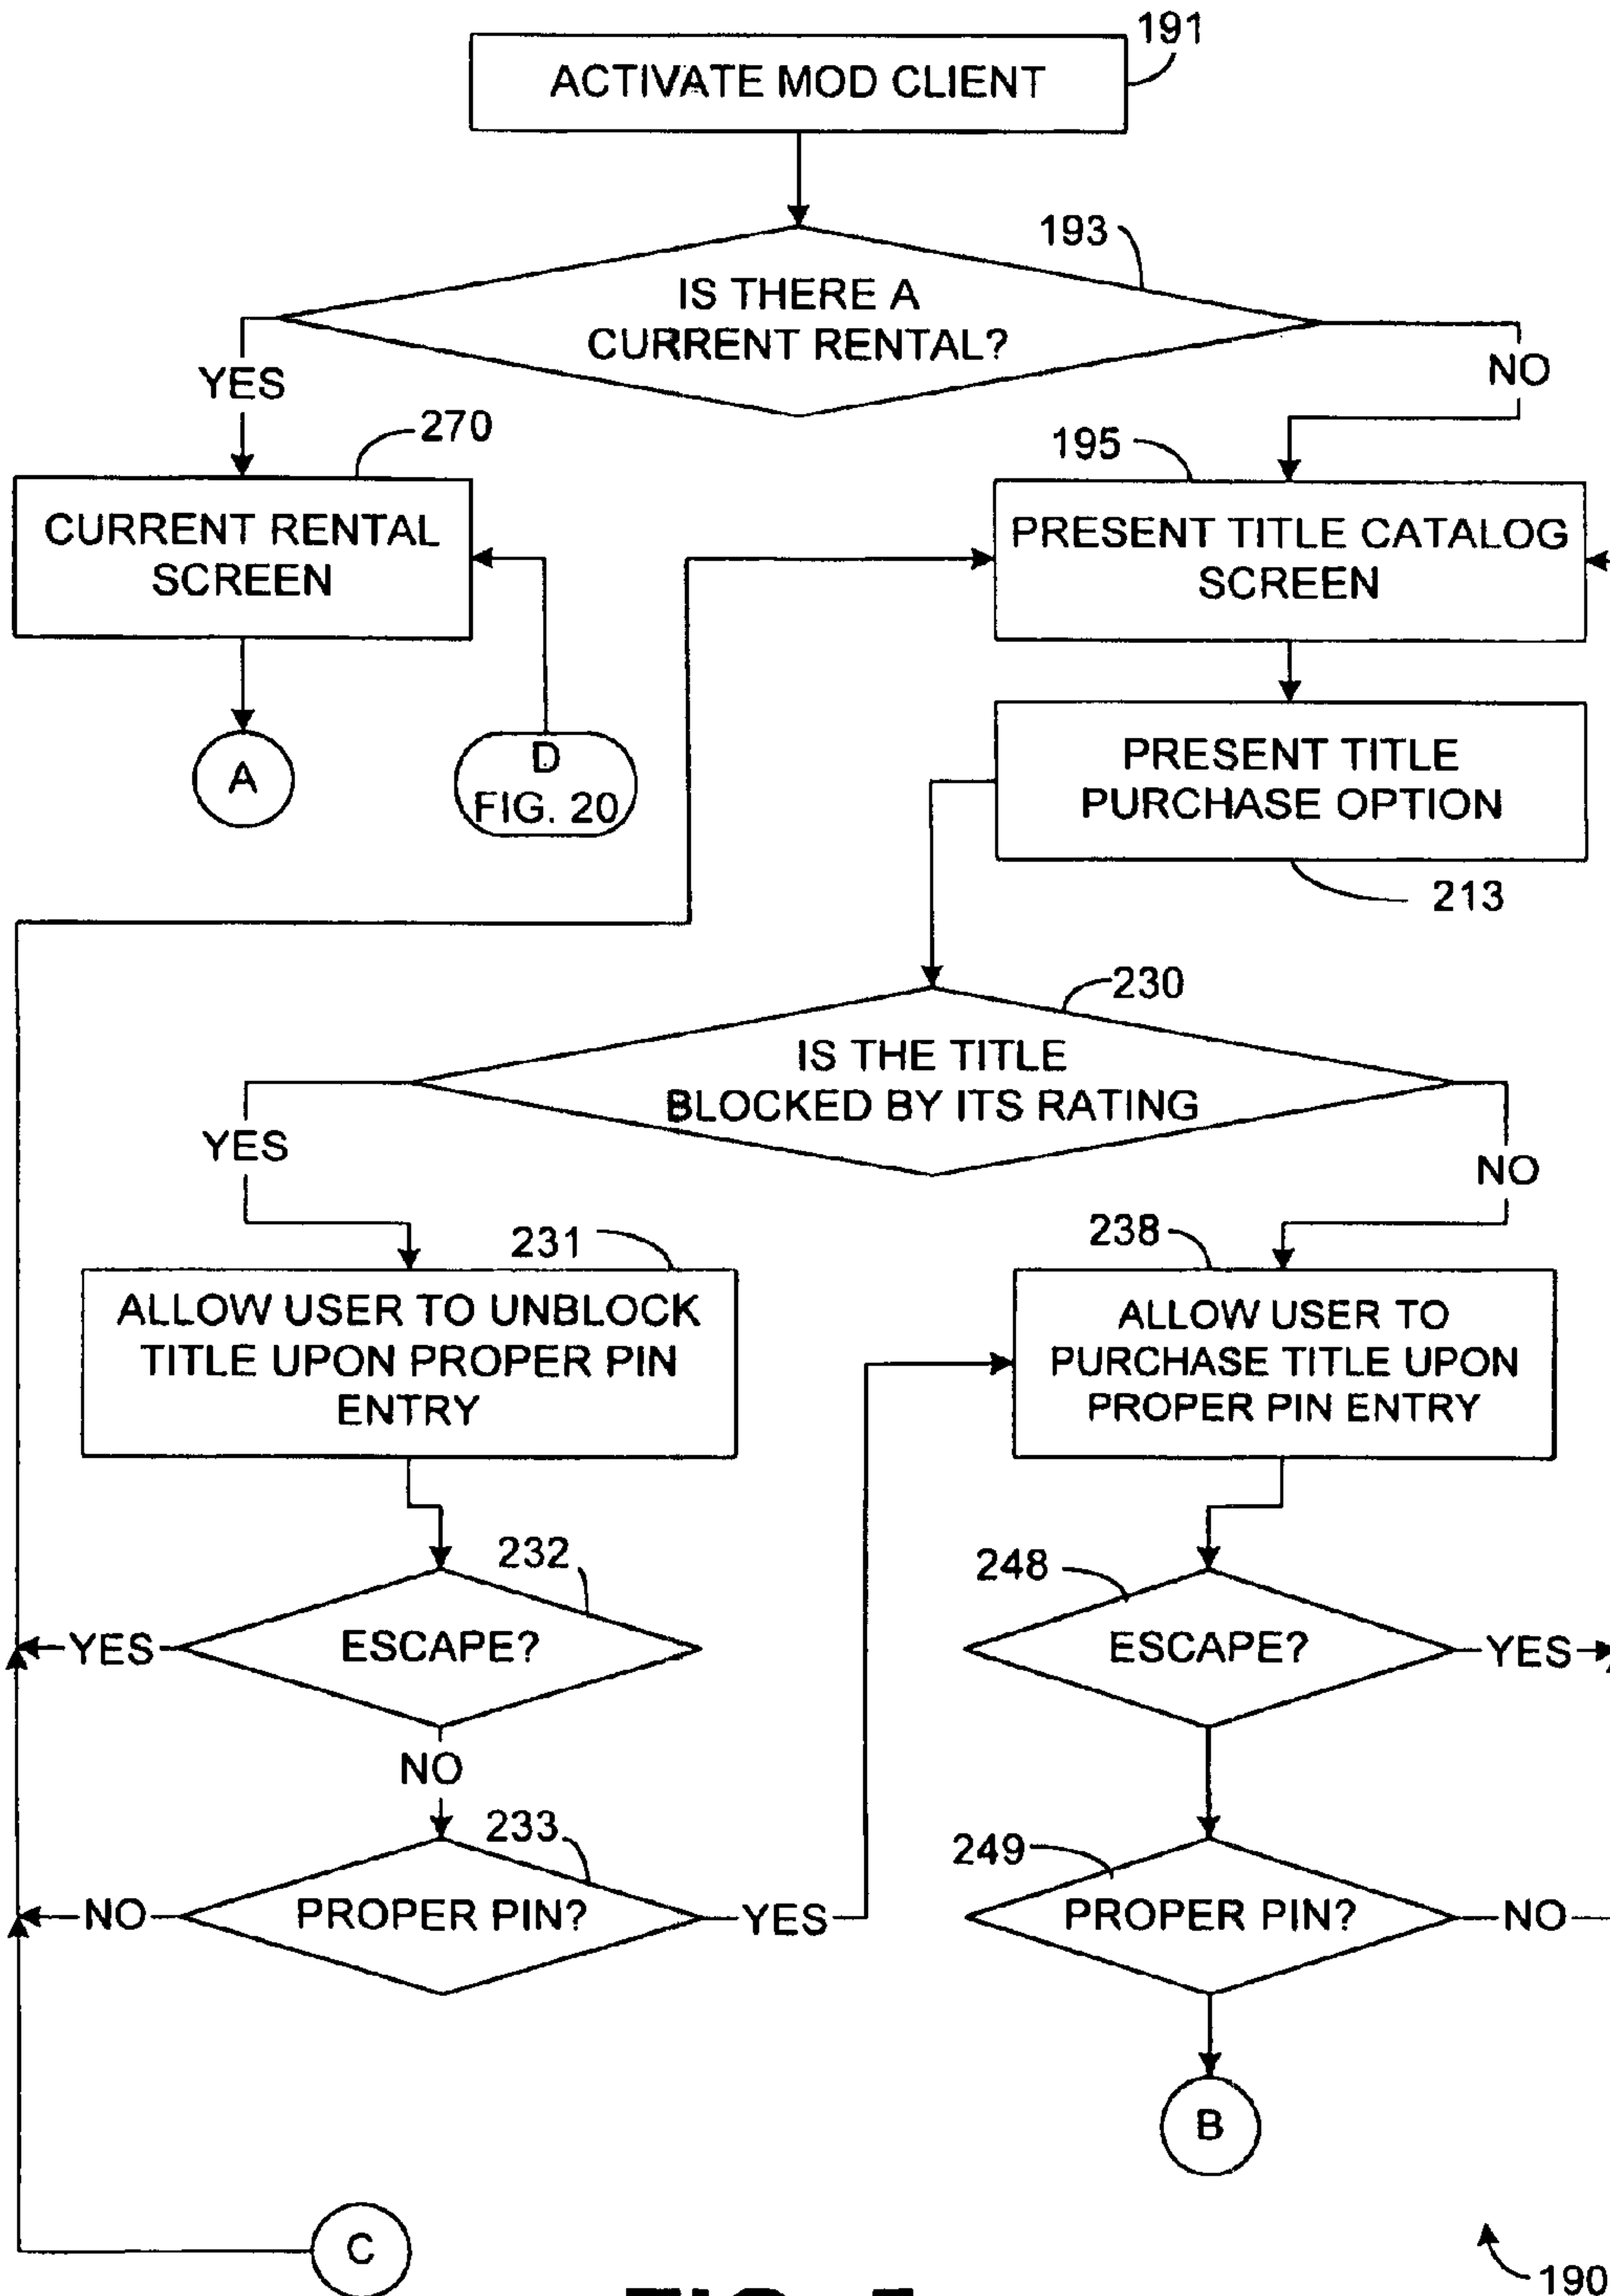 191
ACTIVATE MOD CLIENT
193
IS THERE A
CURRENT RENTAL?
YES
NO
270
195
CURRENT RENTAL
SCREEN
PRESENT TITLE CATALOG
SCREEN
A
D
FIG. 20
PRESENT TITLE
PURCHASE OPTION
213
230
IS THE TITLE
BLOCKED BY ITS RATING
YES
NO
231
238
ALLOW USER TO UNBLOCK
TITLE UPON PROPER PIN
ENTRY
ALLOW USER TO
PURCHASE TITLE UPON
PROPER PIN ENTRY
232
248
YES
ESCAPE?
ESCAPE?
YES
NO
233
249
NO
PROPER PIN?
YES
PROPER PIN?
NO
B
C
190